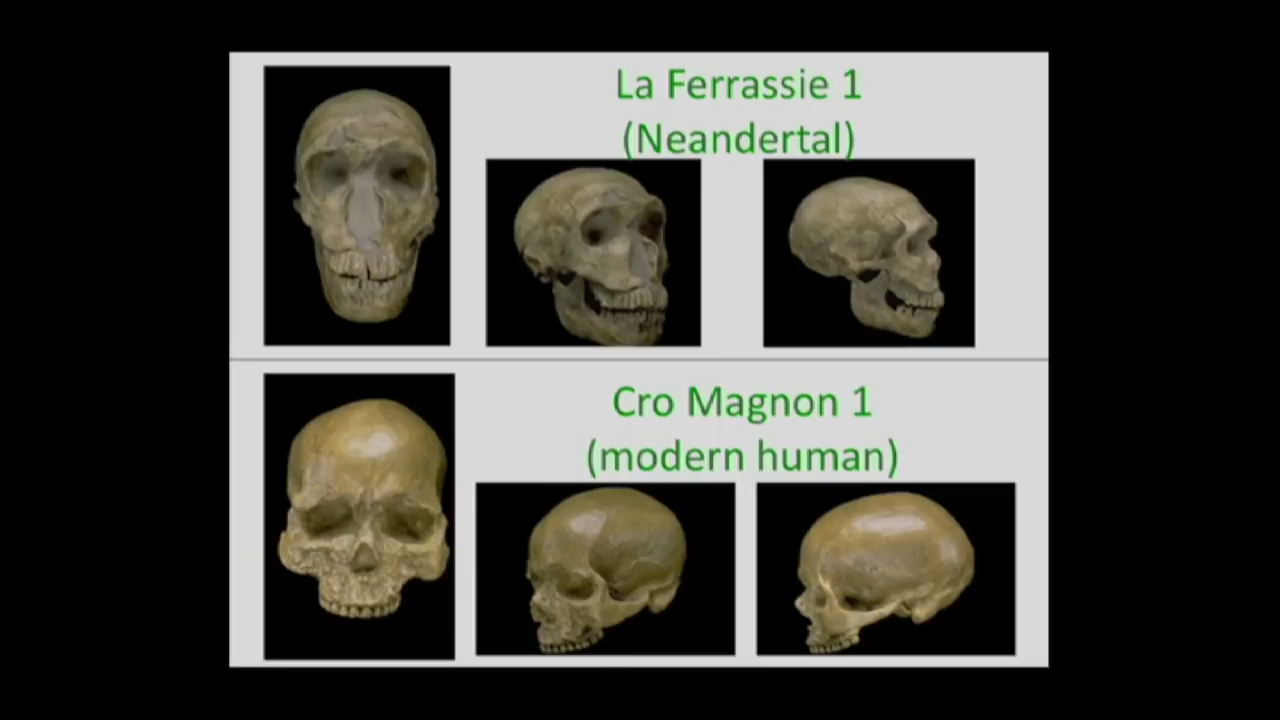 La Ferrassie 1
(Neandertal)
Cro Magnon 1
(modern human)